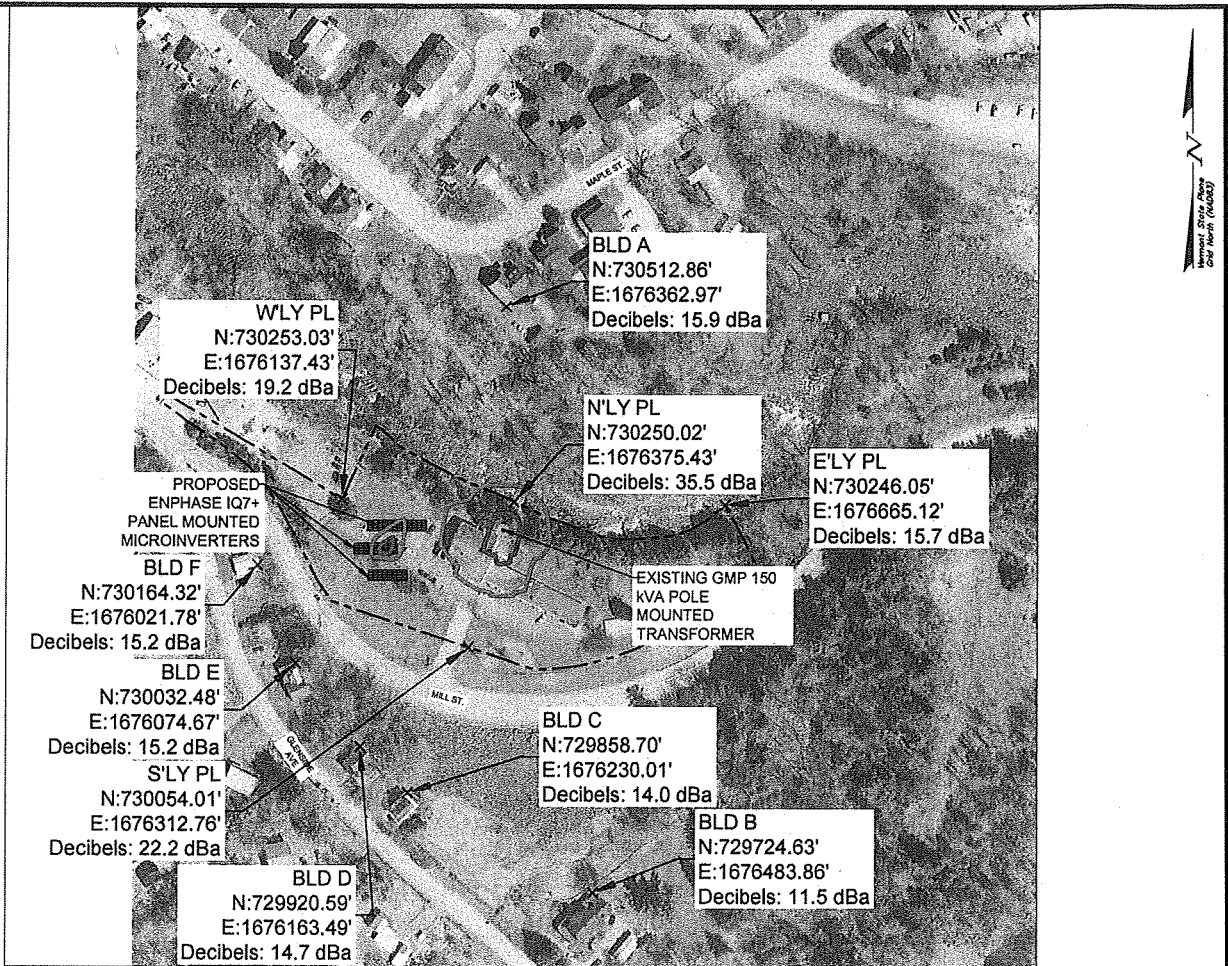 Vermont State Plane
Grid North (NAD83)
N
MAPLE ST.
BLD A
N:730512.86'
E:1676362.97'
Decibels: 15.9 dBa
W'LY PL
N:730253.03'
E:1676137.43'
Decibels: 19.2 dBa
N'LY PL
N:730250.02'
E:1676375.43'
Decibels: 35.5 dBa
E'LY PL
N:730246.05'
E:1676665.12'
Decibels: 15.7 dBa
PROPOSED
ENPHASE IQ7+
PANEL MOUNTED
MICROINVERTERS
EXISTING GMP 150
kVA POLE
MOUNTED
TRANSFORMER
BLD F
N:730164.32'
E:1676021.78'
Decibels: 15.2 dBa
BLD E
N:730032.48'
E:1676074.67'
Decibels: 15.2 dBa
MILL ST.
S'LY PL
N:730054.01'
E:1676312.76'
Decibels: 22.2 dBa
AVE
BLD C
N:729858.70'
E:1676230.01'
Decibels: 14.0 dBa
BLD B
N:729724.63'
E:1676483.86'
Decibels: 11.5 dBa
BLD D
N:729920.59'
E:1676163.49'
Decibels: 14.7 dBa